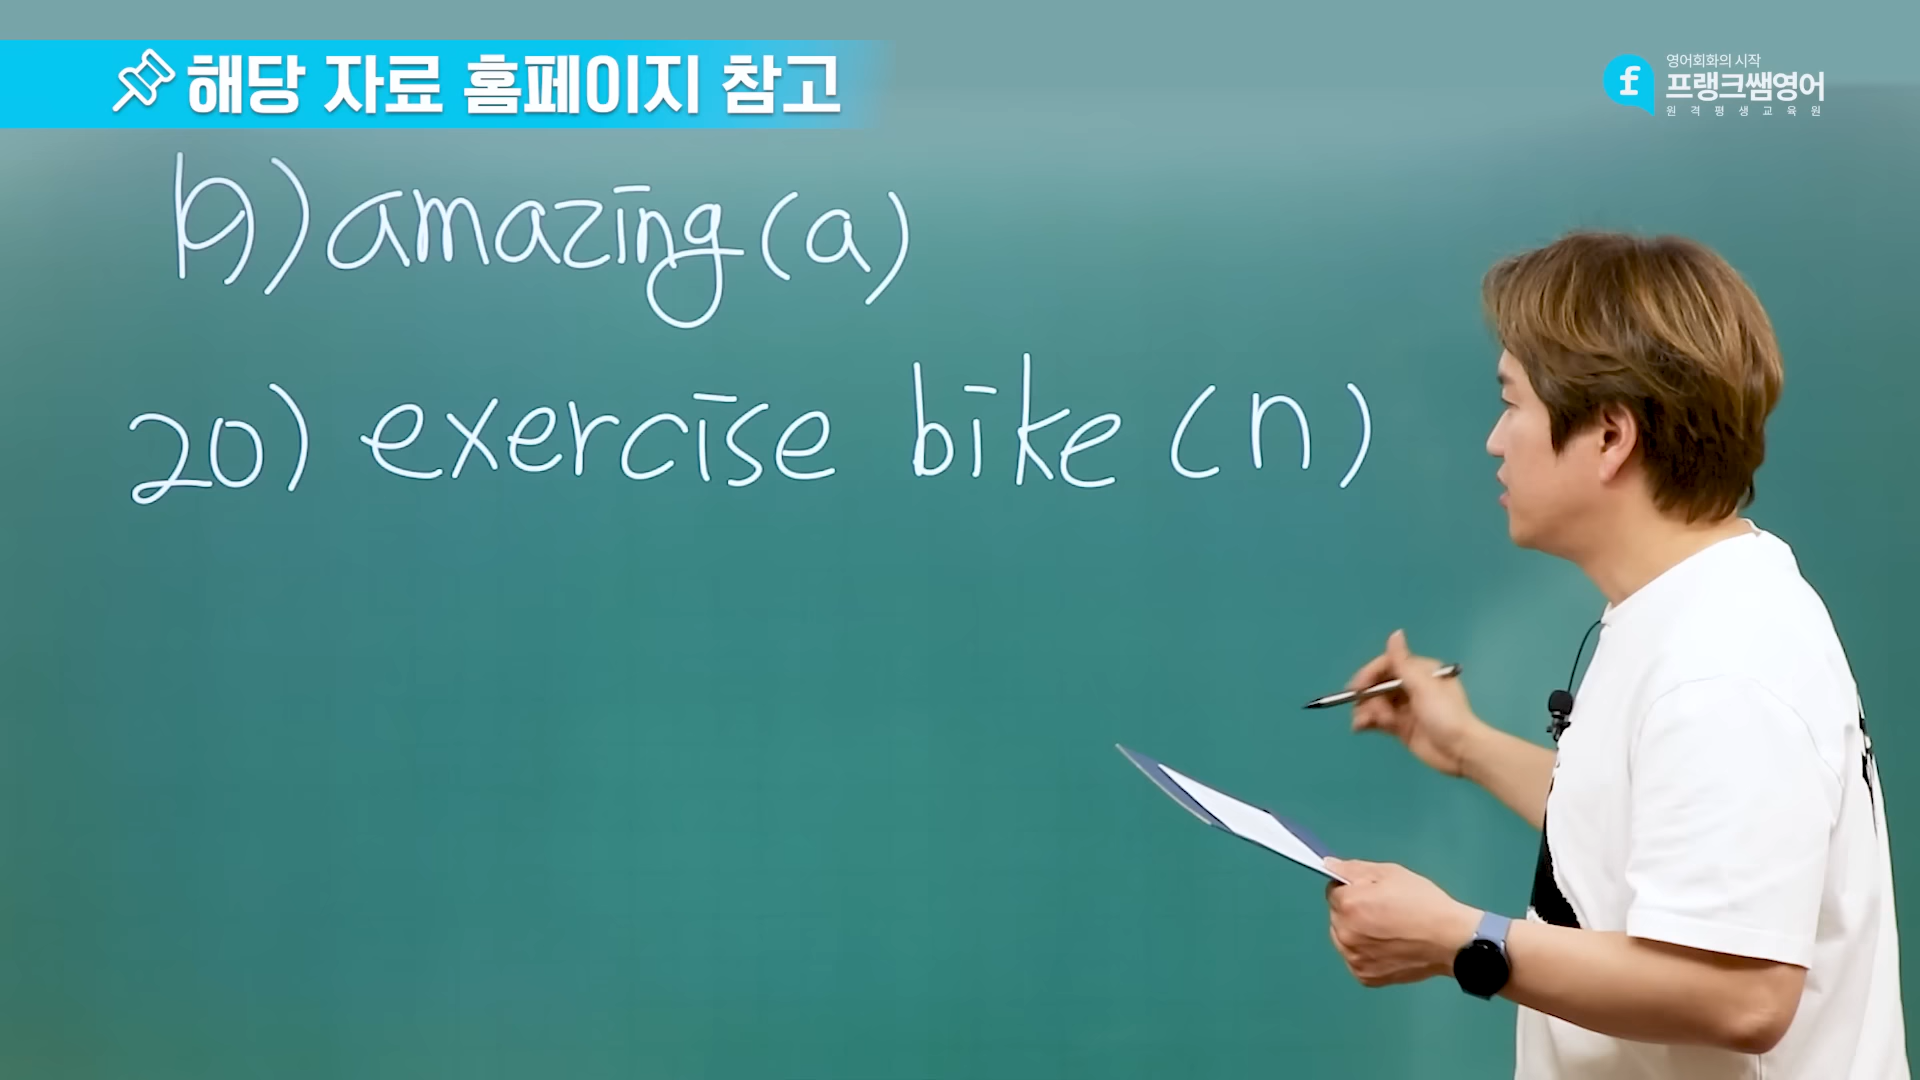 해당 자료 홈페이지 참고
영어회화의 시작
프랭크쌤영어
원격평생교육원
19) amazing (a)
20) exercise bike (n)